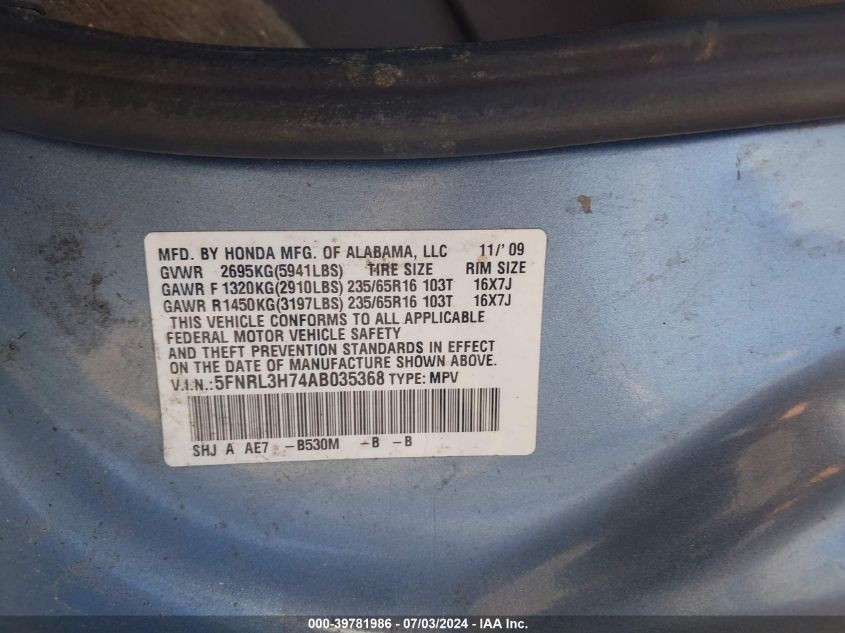 MFD. BY HONDA MFG. OF ALABAMA, LLC 11/' 09
GVWR 2695KG(5941LBS) TIRE SIZE RIM SIZE
GAWR F 1320KG(2910LBS) 235/65R16 103T 16X7J
GAWR R1450KG(3197LBS) 235/65R16 103T 16X7J
THIS VEHICLE CONFORMS TO ALL APPLICABLE
FEDERAL MOTOR VEHICLE SAFETY
AND THEFT PREVENTION STANDARDS IN EFFECT
ON THE DATE OF MANUFACTURE SHOWN ABOVE.
V.I.N.:5FNRL3H74AB035368 TYPE: MPV
SHJ A AE7 -B530M -B -B
000-39781986 - 07/03/2024 - IAA Inc.